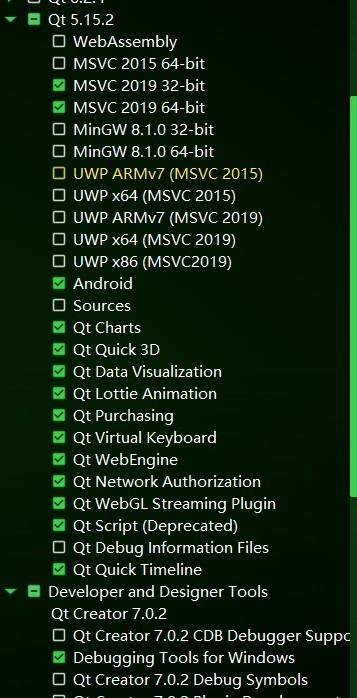 Qt 5.15.2
WebAssembly
MSVC 2015 64-bit
MSVC 2019 32-bit
MSVC 2019 64-bit
MinGW 8.1.0 32-bit
MinGW 8.1.0 64-bit
UWP ARMv7 (MSVC 2015)
UWP x64 (MSVC 2015)
UWP ARMv7 (MSVC 2019)
UWP x64 (MSVC 2019)
UWP x86 (MSVC2019)
Android
Sources
Qt Charts
Qt Quick 3D
Qt Data Visualization
Qt Lottie Animation
Qt Purchasing
Qt Virtual Keyboard
Qt WebEngine
Qt Network Authorization
Qt WebGL Streaming Plugin
Qt Script (Deprecated)
Qt Debug Information Files
Qt Quick Timeline
Developer and Designer Tools
Qt Creator 7.0.2
Qt Creator 7.0.2 CDB Debugger Suppo
Debugging Tools for Windows
Qt Creator 7.0.2 Debug Symbols